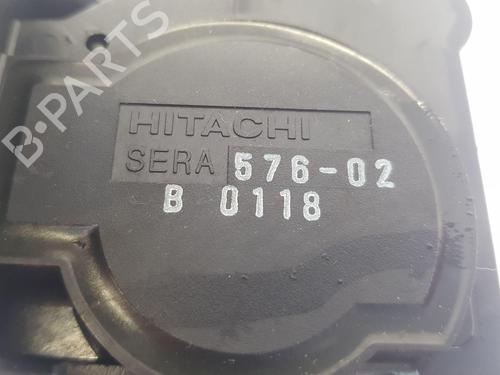 B-PARTS
HITACHI
SERA 576-02
B 0118